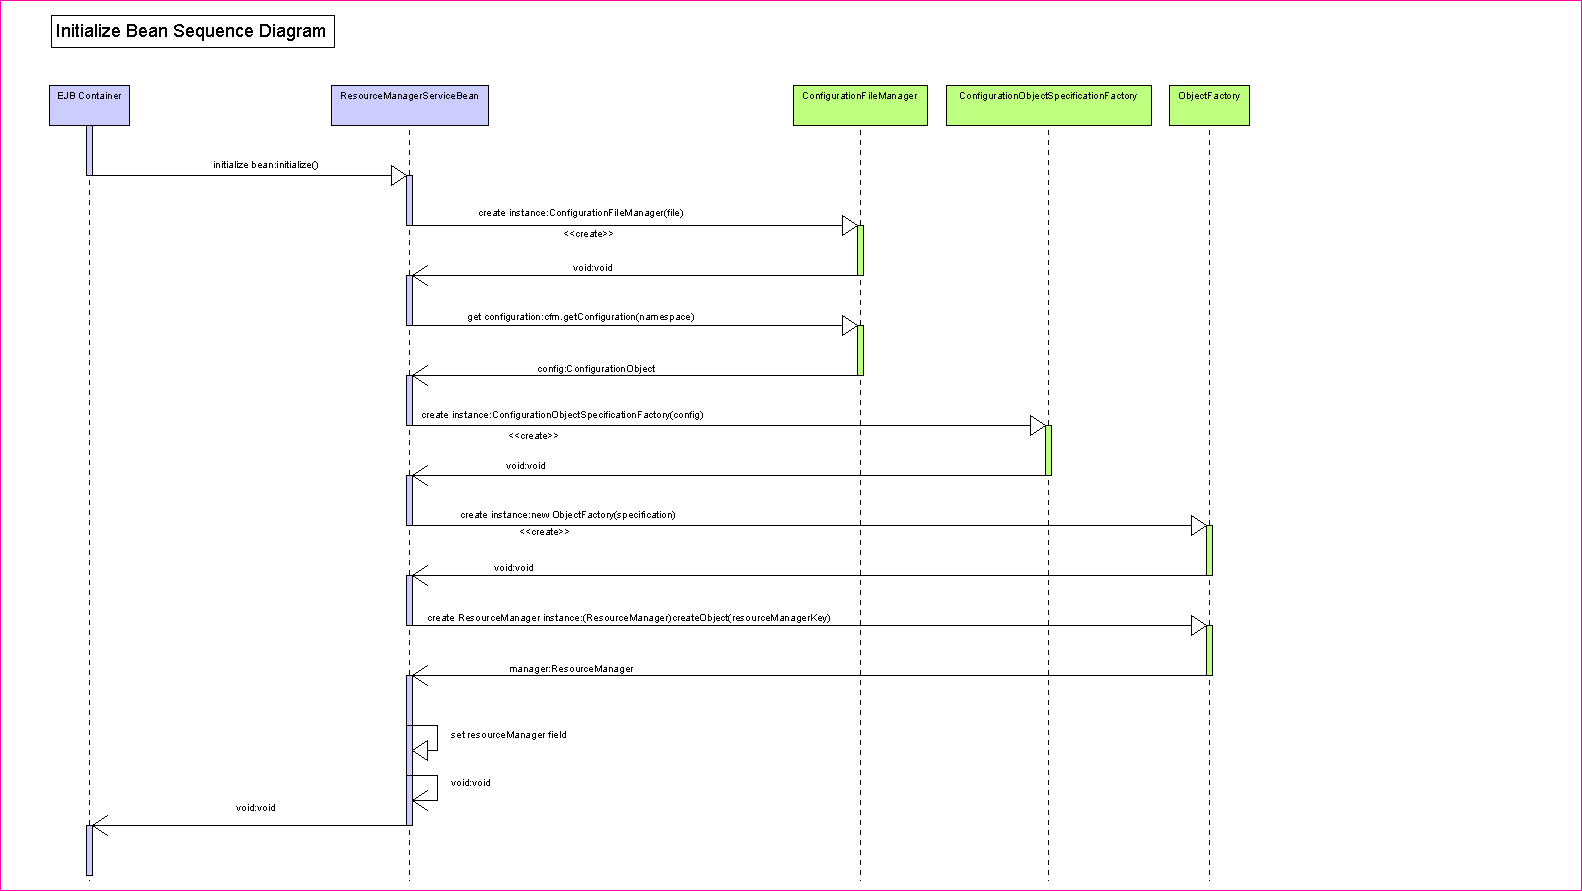 Initialize Bean Sequence Diagram
EJB Container
ResourceManagerServiceBean
ConfigurationFileManager
ConfigurationObjectSpecificationFactory
ObjectFactory
initialize bean:initialize()
create instance:ConfigurationFileManager(file)
<<create>>
void:void
get configuration:cfm.getConfiguration(namespace)
config:ConfigurationObject
create instance:ConfigurationObjectSpecificationFactory(config)
<<create>>
void:void
create instance:new ObjectFactory(specification)
<<create>>
void:void
create ResourceManager instance:(ResourceManager)createObject(resourceManagerKey)
manager:ResourceManager
set resourceManager field
void:void
void:void